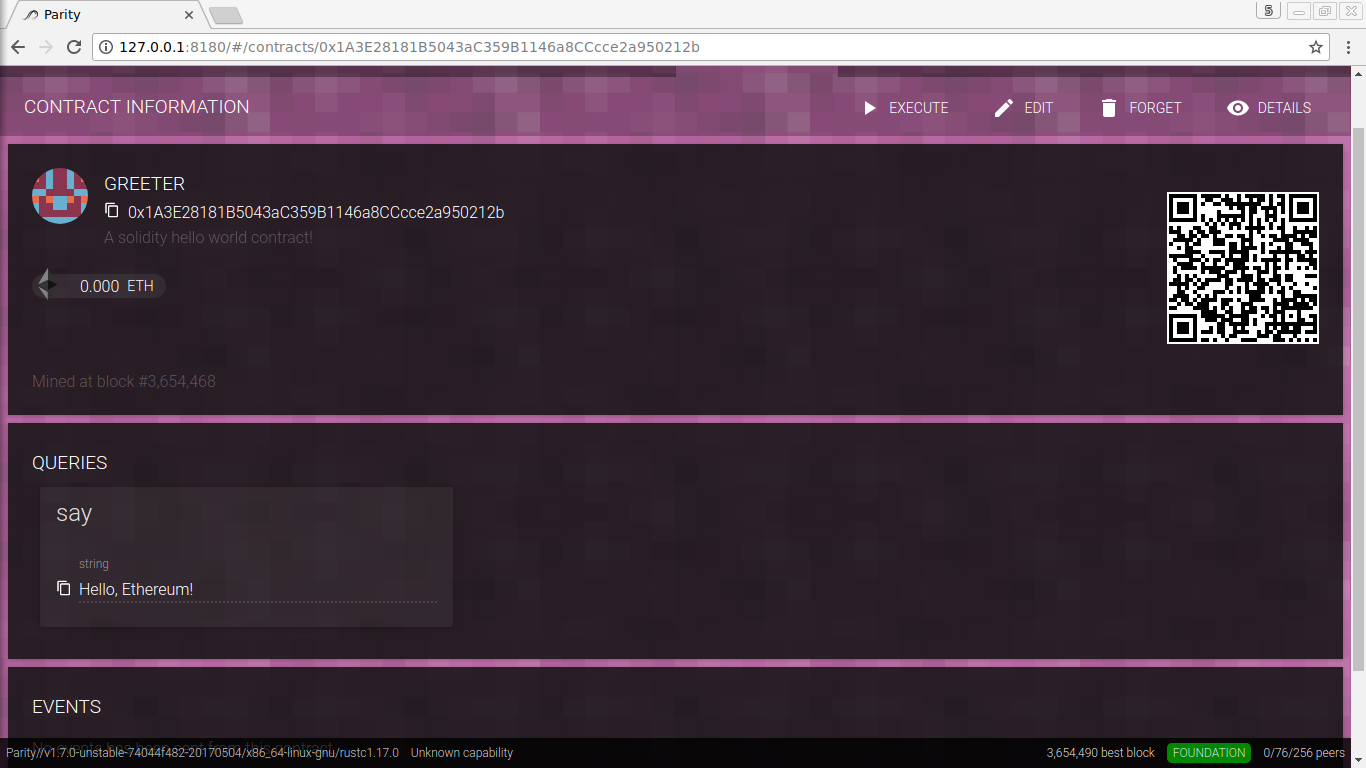 Parity
5
127.0.0.1:8180/#/contracts/0x1A3E28181B5043aC359B1146a8CCcce2a950212b
CONTRACT INFORMATION
EXECUTE
EDIT
FORGET
DETAILS
GREETER
0x1A3E28181B5043aC359B1146a8CCcce2a950212b
A solidity hello world contract!
0.000 ETH
Mined at block #3,654,468
QUERIES
say
string
Hello, Ethereum!
EVENTS
Parity//v1.7.0-unstable-74044f482-20170504/x86_64-linux-gnu/rustc1.17.0
Unknown capability
3,654,490 best block
FOUNDATION
0/76/256 peers